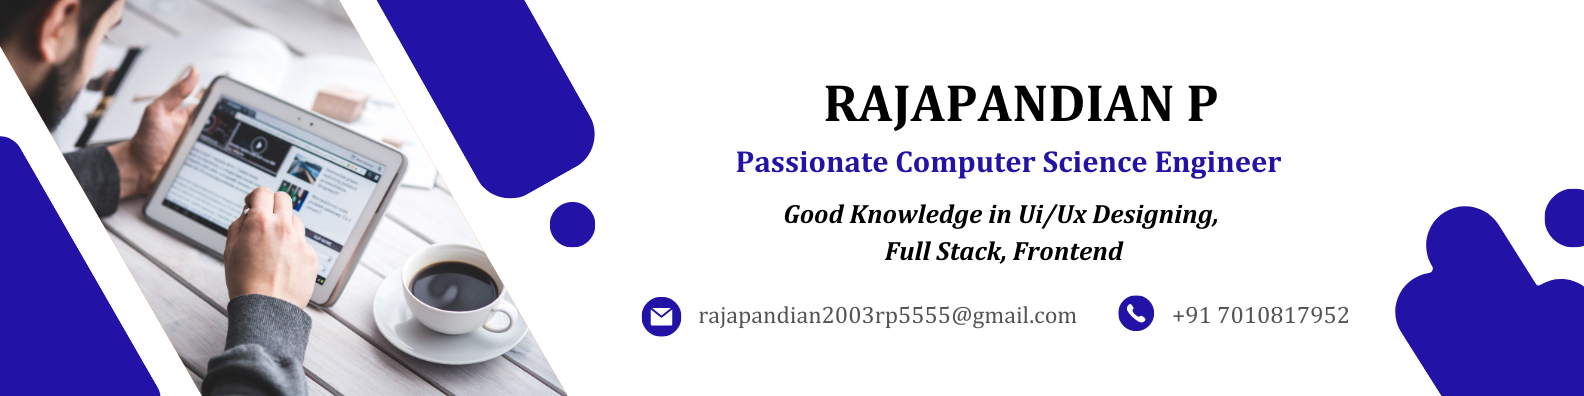 RAJAPANDIAN P
Passionate Computer Science Engineer
Good Knowledge in Ui/Ux Designing,
Full Stack, Frontend
rajapandian2003rp5555@gmail.com
+91 7010817952